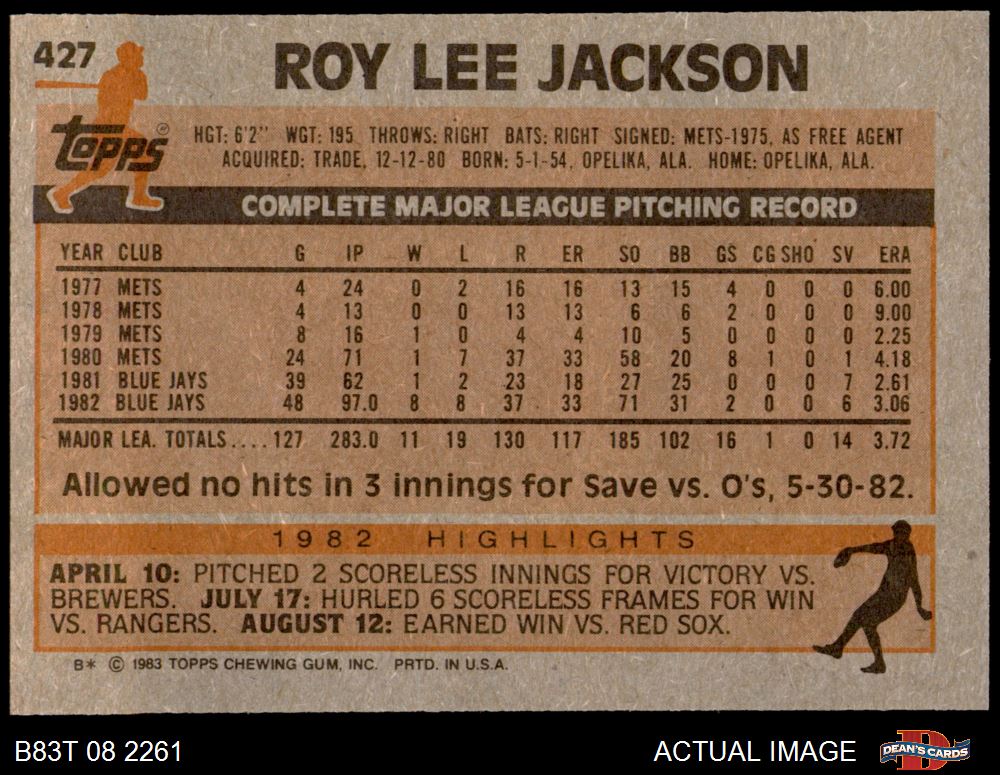 427
ROY LEE JACKSON
Topps®
HGT: 6'2" WGT: 195 THROWS: RIGHT BATS: RIGHT SIGNED: METS-1975, AS FREE AGENT
ACQUIRED: TRADE, 12-12-80 BORN: 5-1-54, OPELIKA, ALA. HOME: OPELIKA, ALA.
COMPLETE MAJOR LEAGUE PITCHING RECORD
YEAR CLUB G IP W L R ER SO BB GS CG SHO SV ERA
1977 METS 4 24 0 2 16 16 13 15 4 0 0 0 6.00
1978 METS 4 13 0 0 13 13 6 6 2 0 0 0 9.00
1979 METS 8 16 1 0 4 4 10 5 0 0 0 0 2.25
1980 METS 24 71 1 7 37 33 58 20 8 1 0 1 4.18
1981 BLUE JAYS 39 62 1 2 23 18 27 25 0 0 0 7 2.61
1982 BLUE JAYS 48 97.0 8 8 37 33 71 31 2 0 0 6 3.06
MAJOR LEA. TOTALS.... 127 283.0 11 19 130 117 185 102 16 1 0 14 3.72
Allowed no hits in 3 innings for Save vs. O's, 5-30-82.
1982 HIGHLIGHTS
APRIL 10: PITCHED 2 SCORELESS INNINGS FOR VICTORY VS.
BREWERS. JULY 17: HURLED 6 SCORELESS FRAMES FOR WIN
VS. RANGERS. AUGUST 12: EARNED WIN VS. RED SOX.
B* © 1983 TOPPS CHEWING GUM, INC. PRTD. IN U.S.A.
B83T 08 2261
ACTUAL IMAGE
D
DEAN'S CARDS